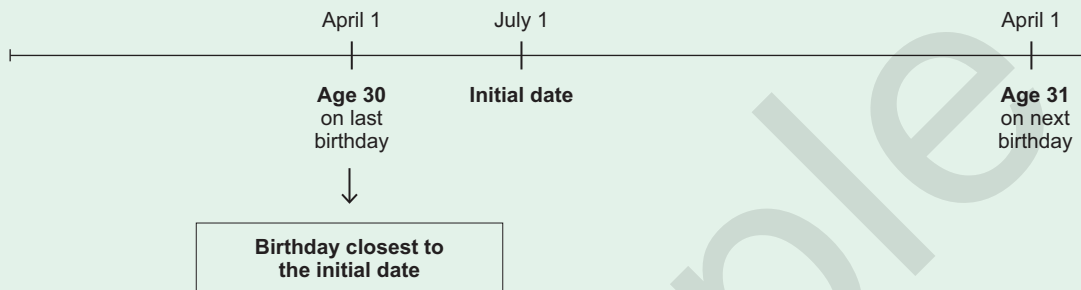 April 1
July 1
April 1
Age 30
on last
birthday
Initial date
Age 31
on next
birthday
Birthday closest to
the initial date